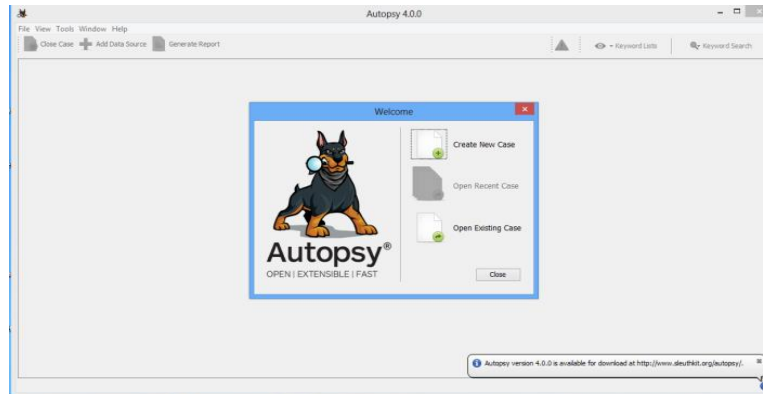 Autopsy 4.0.0
File View Tools Window Help
Close Case Add Data Source Generate Report Keyword Lists Keyword Search
Welcome
Create New Case
Open Recent Case
Open Existing Case
Autopsy®
OPEN | EXTENSIBLE | FAST
Close
Autopsy version 4.0.0 is available for download at http://www.sleuthkit.org/autopsy/.